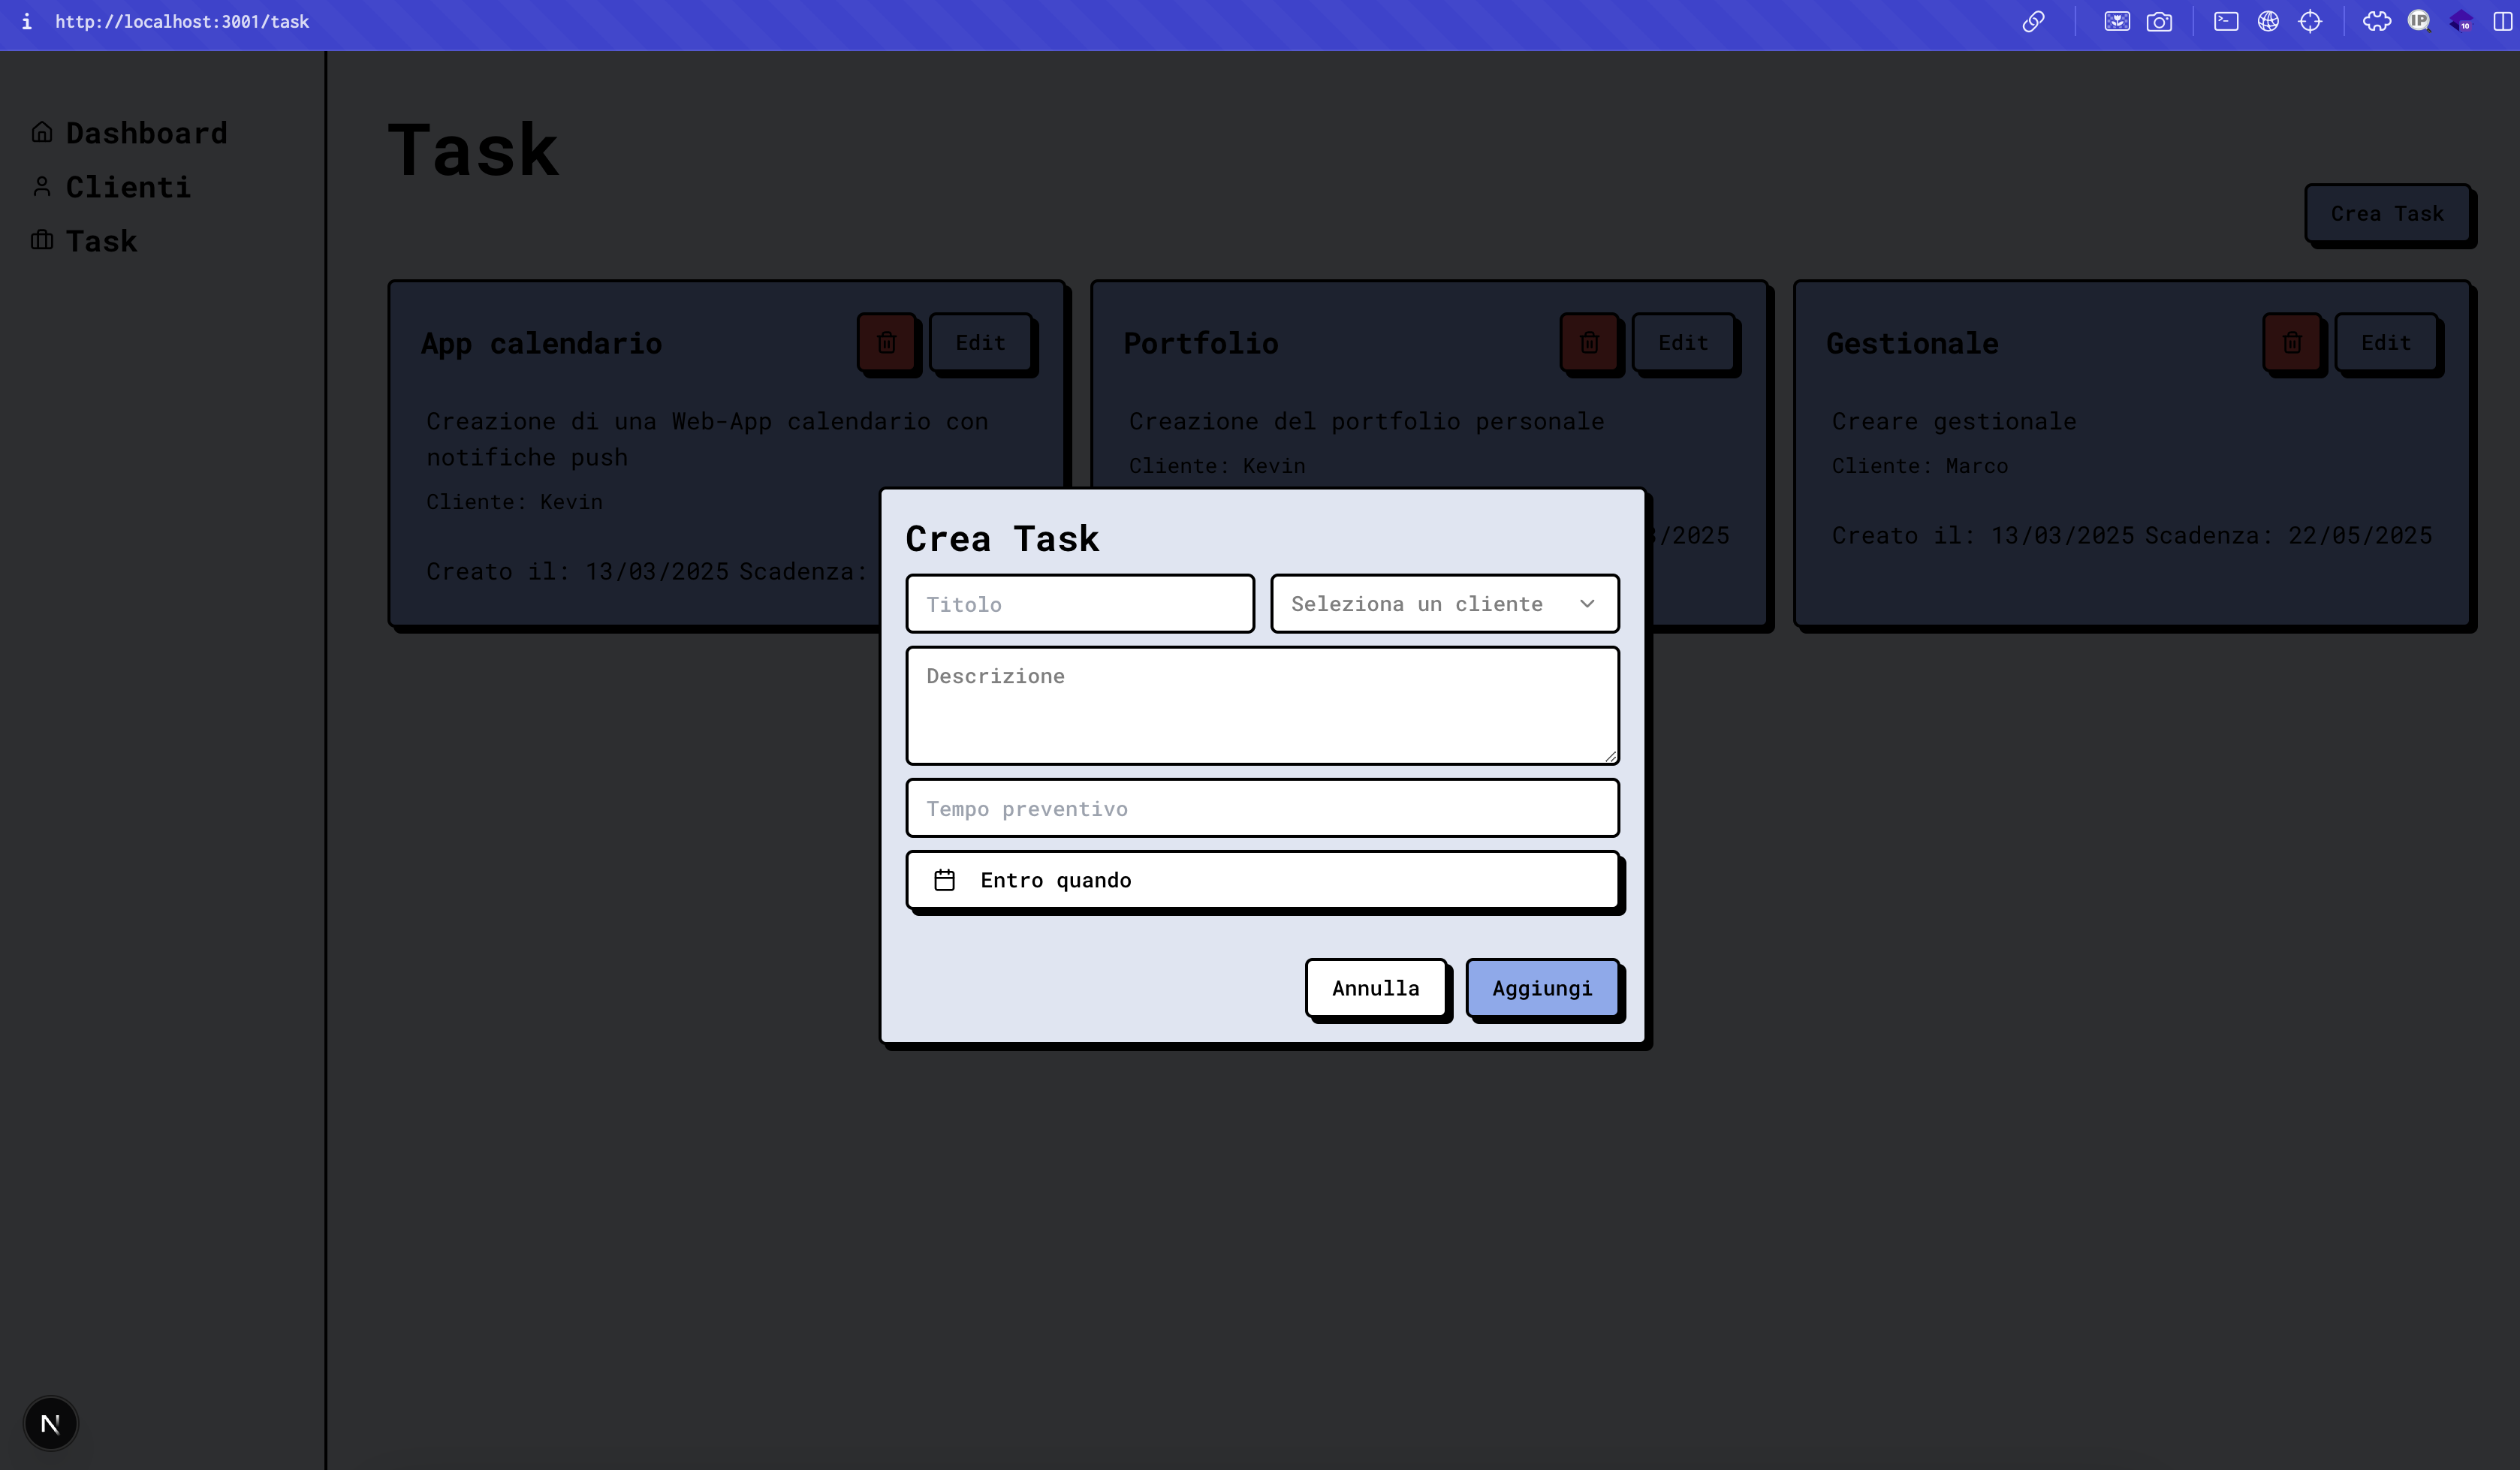 http://localhost:3001/task
IP
10
Dashboard
Clienti
Task
Task
Crea Task
App calendario
Edit
Creazione di una Web-App calendario con
notifiche push
Cliente: Kevin
Creato il: 13/03/2025 Scadenza:
Portfolio
Edit
Creazione del portfolio personale
Cliente: Kevin
/2025
Gestionale
Edit
Creare gestionale
Cliente: Marco
Creato il: 13/03/2025 Scadenza: 22/05/2025
Crea Task
Titolo
Seleziona un cliente
Descrizione
Tempo preventivo
Entro quando
Annulla
Aggiungi
N